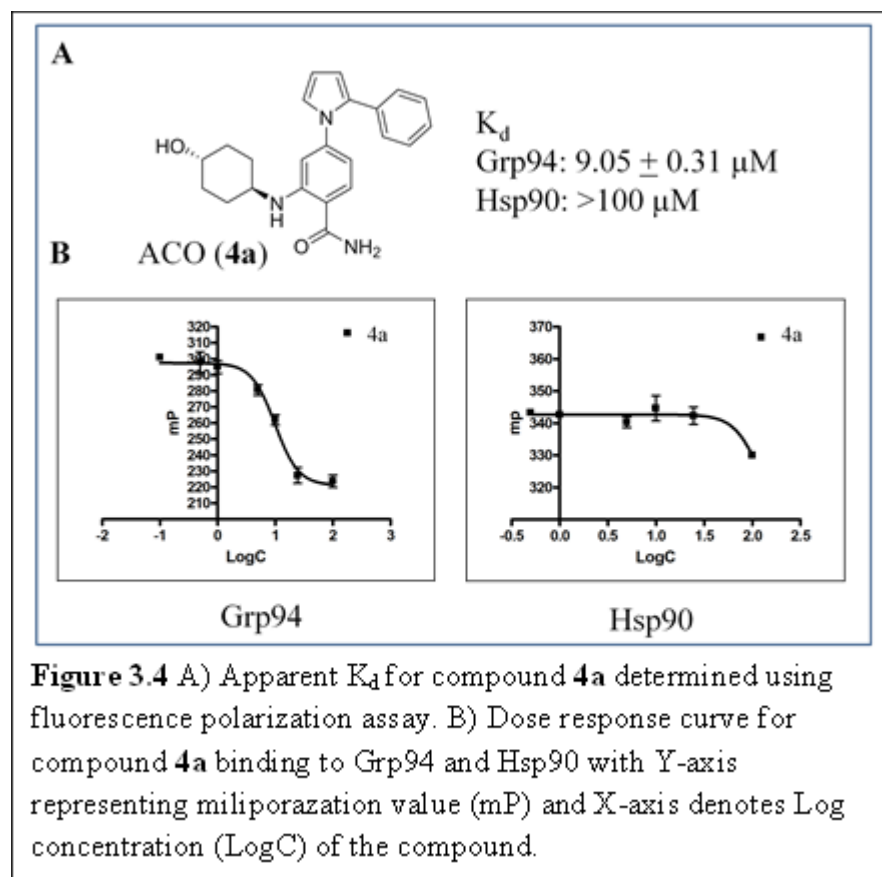 A
HO
N
N
H
O
NH2
Kd
Grp94: 9.05 ± 0.31 µM
Hsp90: >100 µM
B
ACO (4a)
320
310
300
290
280
270
260
250
240
230
220
210
mP
-2
-1
0
1
2
3
LogC
4a
370
360
350
340
330
320
mp
-0.5
0.0
0.5
1.0
1.5
2.0
2.5
LogC
4a
Grp94
Hsp90
Figure 3.4 A) Apparent Kd for compound 4a determined using
fluorescence polarization assay. B) Dose response curve for
compound 4a binding to Grp94 and Hsp90 with Y-axis
representing miliporazation value (mP) and X-axis denotes Log
concentration (LogC) of the compound.